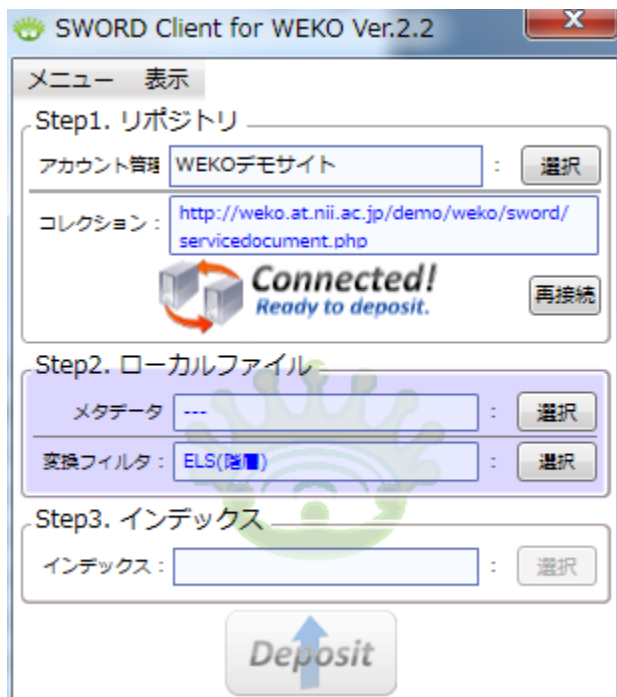 SWORD Client for WEKO Ver.2.2
x
メニュー 表示
Step1. リポジトリ
アカウント管理 WEKOデモサイト : 選択
コレクション : http://weko.at.nii.ac.jp/demo/weko/sword/
servicedocument.php
Connected!
Ready to deposit.
再接続
Step2. ローカルファイル
メタデータ --- : 選択
変換フィルタ : ELS(階層) : 選択
Step3. インデックス
インデックス : : 選択
Deposit